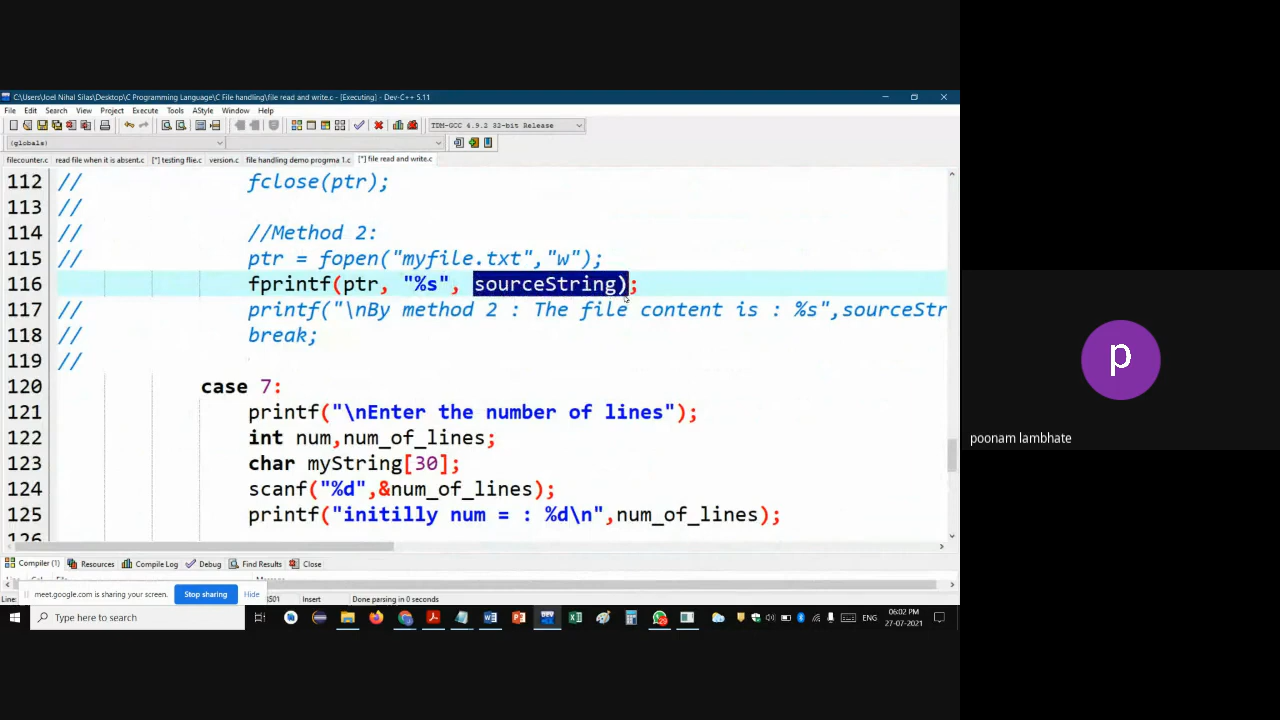 C:\Users\Joel Nihal Silas\Desktop\C Programming Language\C File handling\file read and write.c - [Executing] - Dev-C++ 5.11
File Edit Search View Project Execute Tools AStyle Window Help
TDM-GCC 4.9.2 32-bit Release
(globals)
filecounter.c read file when it is absent.c [*] testing flie.c version.c file handling demo progrma 1.c [*] file read and write.c
112 // fclose(ptr);
113 //
114 // //Method 2:
115 // ptr = fopen("myfile.txt","w");
116 fprintf(ptr, "%s", sourceString);
117 // printf("\nBy method 2 : The file content is : %s",sourceStr
118 // break;
119 //
120 case 7:
121 printf("\nEnter the number of lines");
122 int num,num_of_lines;
123 char myString[30];
124 scanf("%d",&num_of_lines);
125 printf("initilly num = : %d\n",num_of_lines);
126
Compiler (1) Resources Compile Log Debug Find Results Close
meet.google.com is sharing your screen. Stop sharing Hide
Line: Insert Done parsing in 0 seconds
Type here to search
ENG
06:02 PM
27-07-2021
p
poonam lambhate